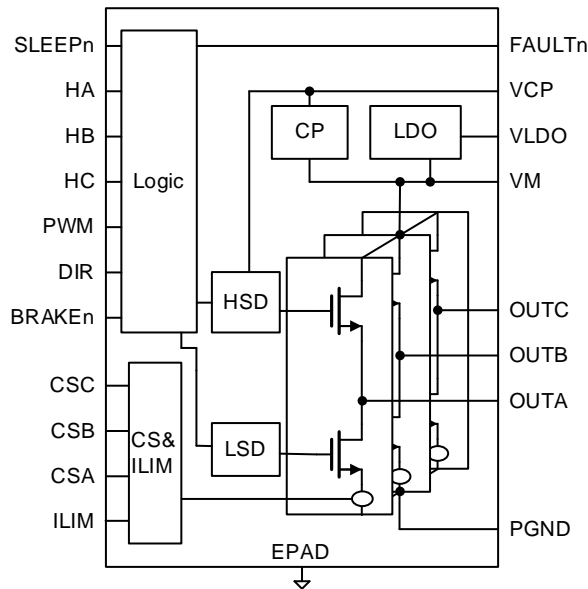 SLEEPn
FAULTn
HA
VCP
CP
LDO
HB
VLDO
HC
Logic
VM
PWM
DIR
HSD
BRAKEn
OUTC
OUTB
CSC
OUTA
CSB
CS&
ILIM
LSD
CSA
ILIM
PGND
EPAD